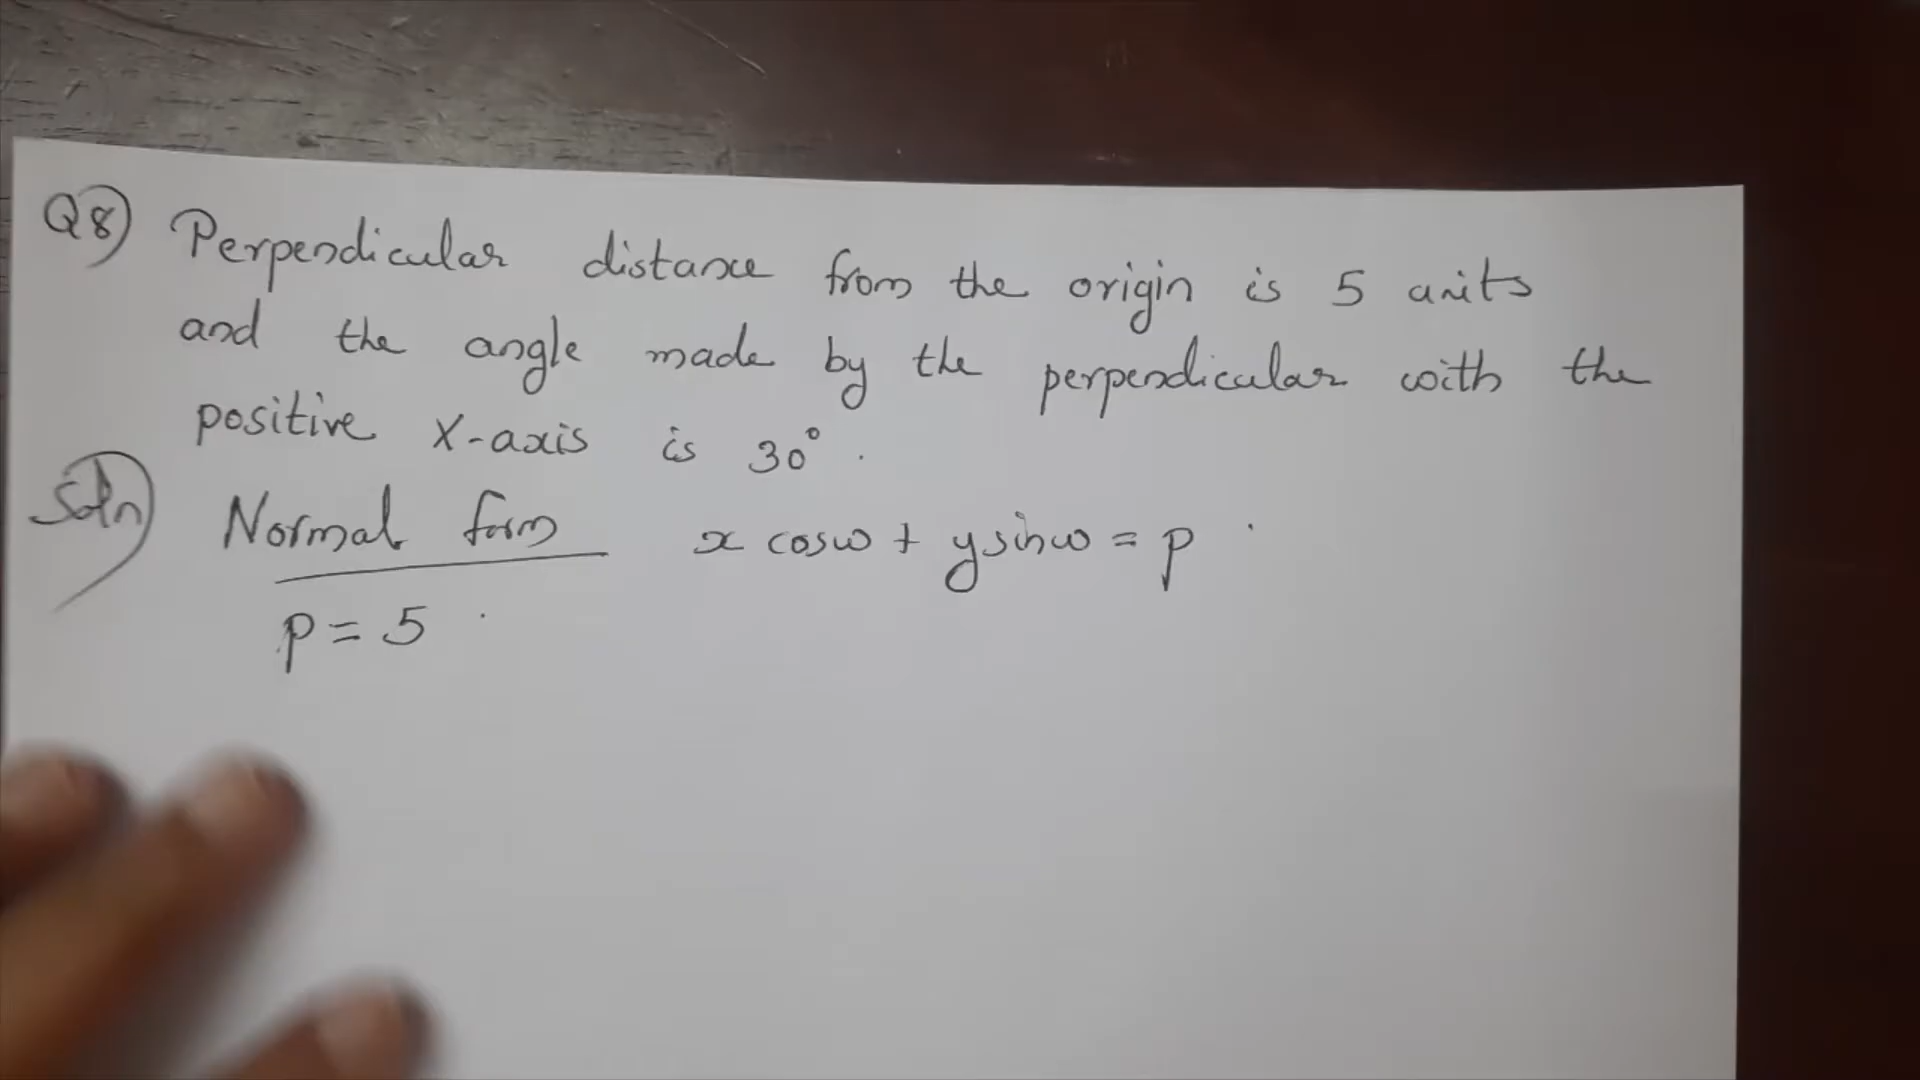 Q8) Perpendicular distance from the origin is 5 units
and the angle made by the perpendicular with the
positive X-axis is 30°.
Soln) Normal form x cosω + y sinω = p
p = 5